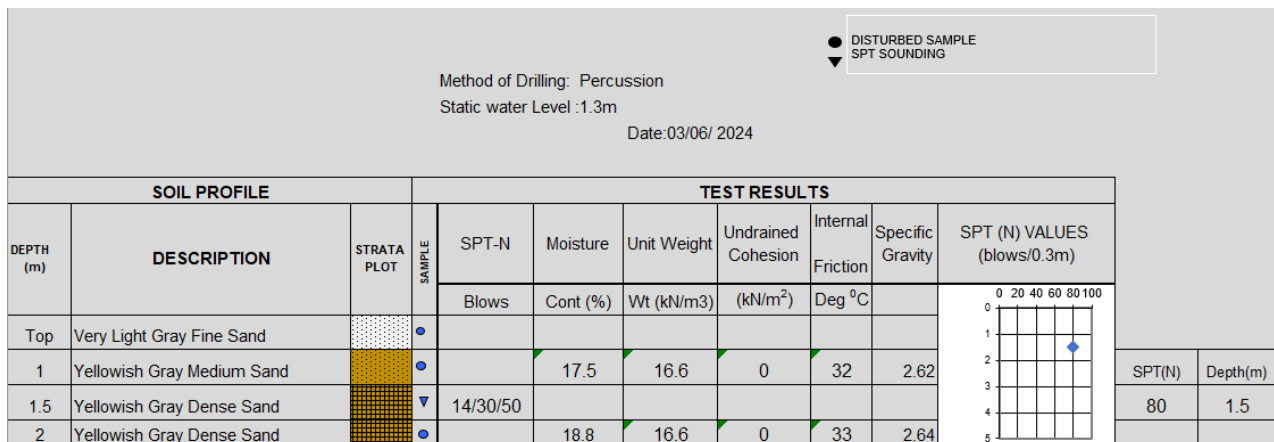 DISTURBED SAMPLE
SPT SOUNDING
Method of Drilling: Percussion
Static water Level :1.3m
Date:03/06/ 2024
SOIL PROFILE TEST RESULTS
DEPTH (m) DESCRIPTION STRATA PLOT SAMPLE SPT-N Moisture Unit Weight Undrained Cohesion Internal Friction Specific Gravity SPT (N) VALUES (blows/0.3m)
Blows Cont (%) Wt (kN/m3) (kN/m²) Deg ⁰C
0 20 40 60 80 100
0
Top Very Light Gray Fine Sand
1
1 Yellowish Gray Medium Sand 17.5 16.6 0 32 2.62 2 SPT(N) Depth(m)
3
1.5 Yellowish Gray Dense Sand 14/30/50 4 80 1.5
2 Yellowish Gray Dense Sand 18.8 16.6 0 33 2.64 5